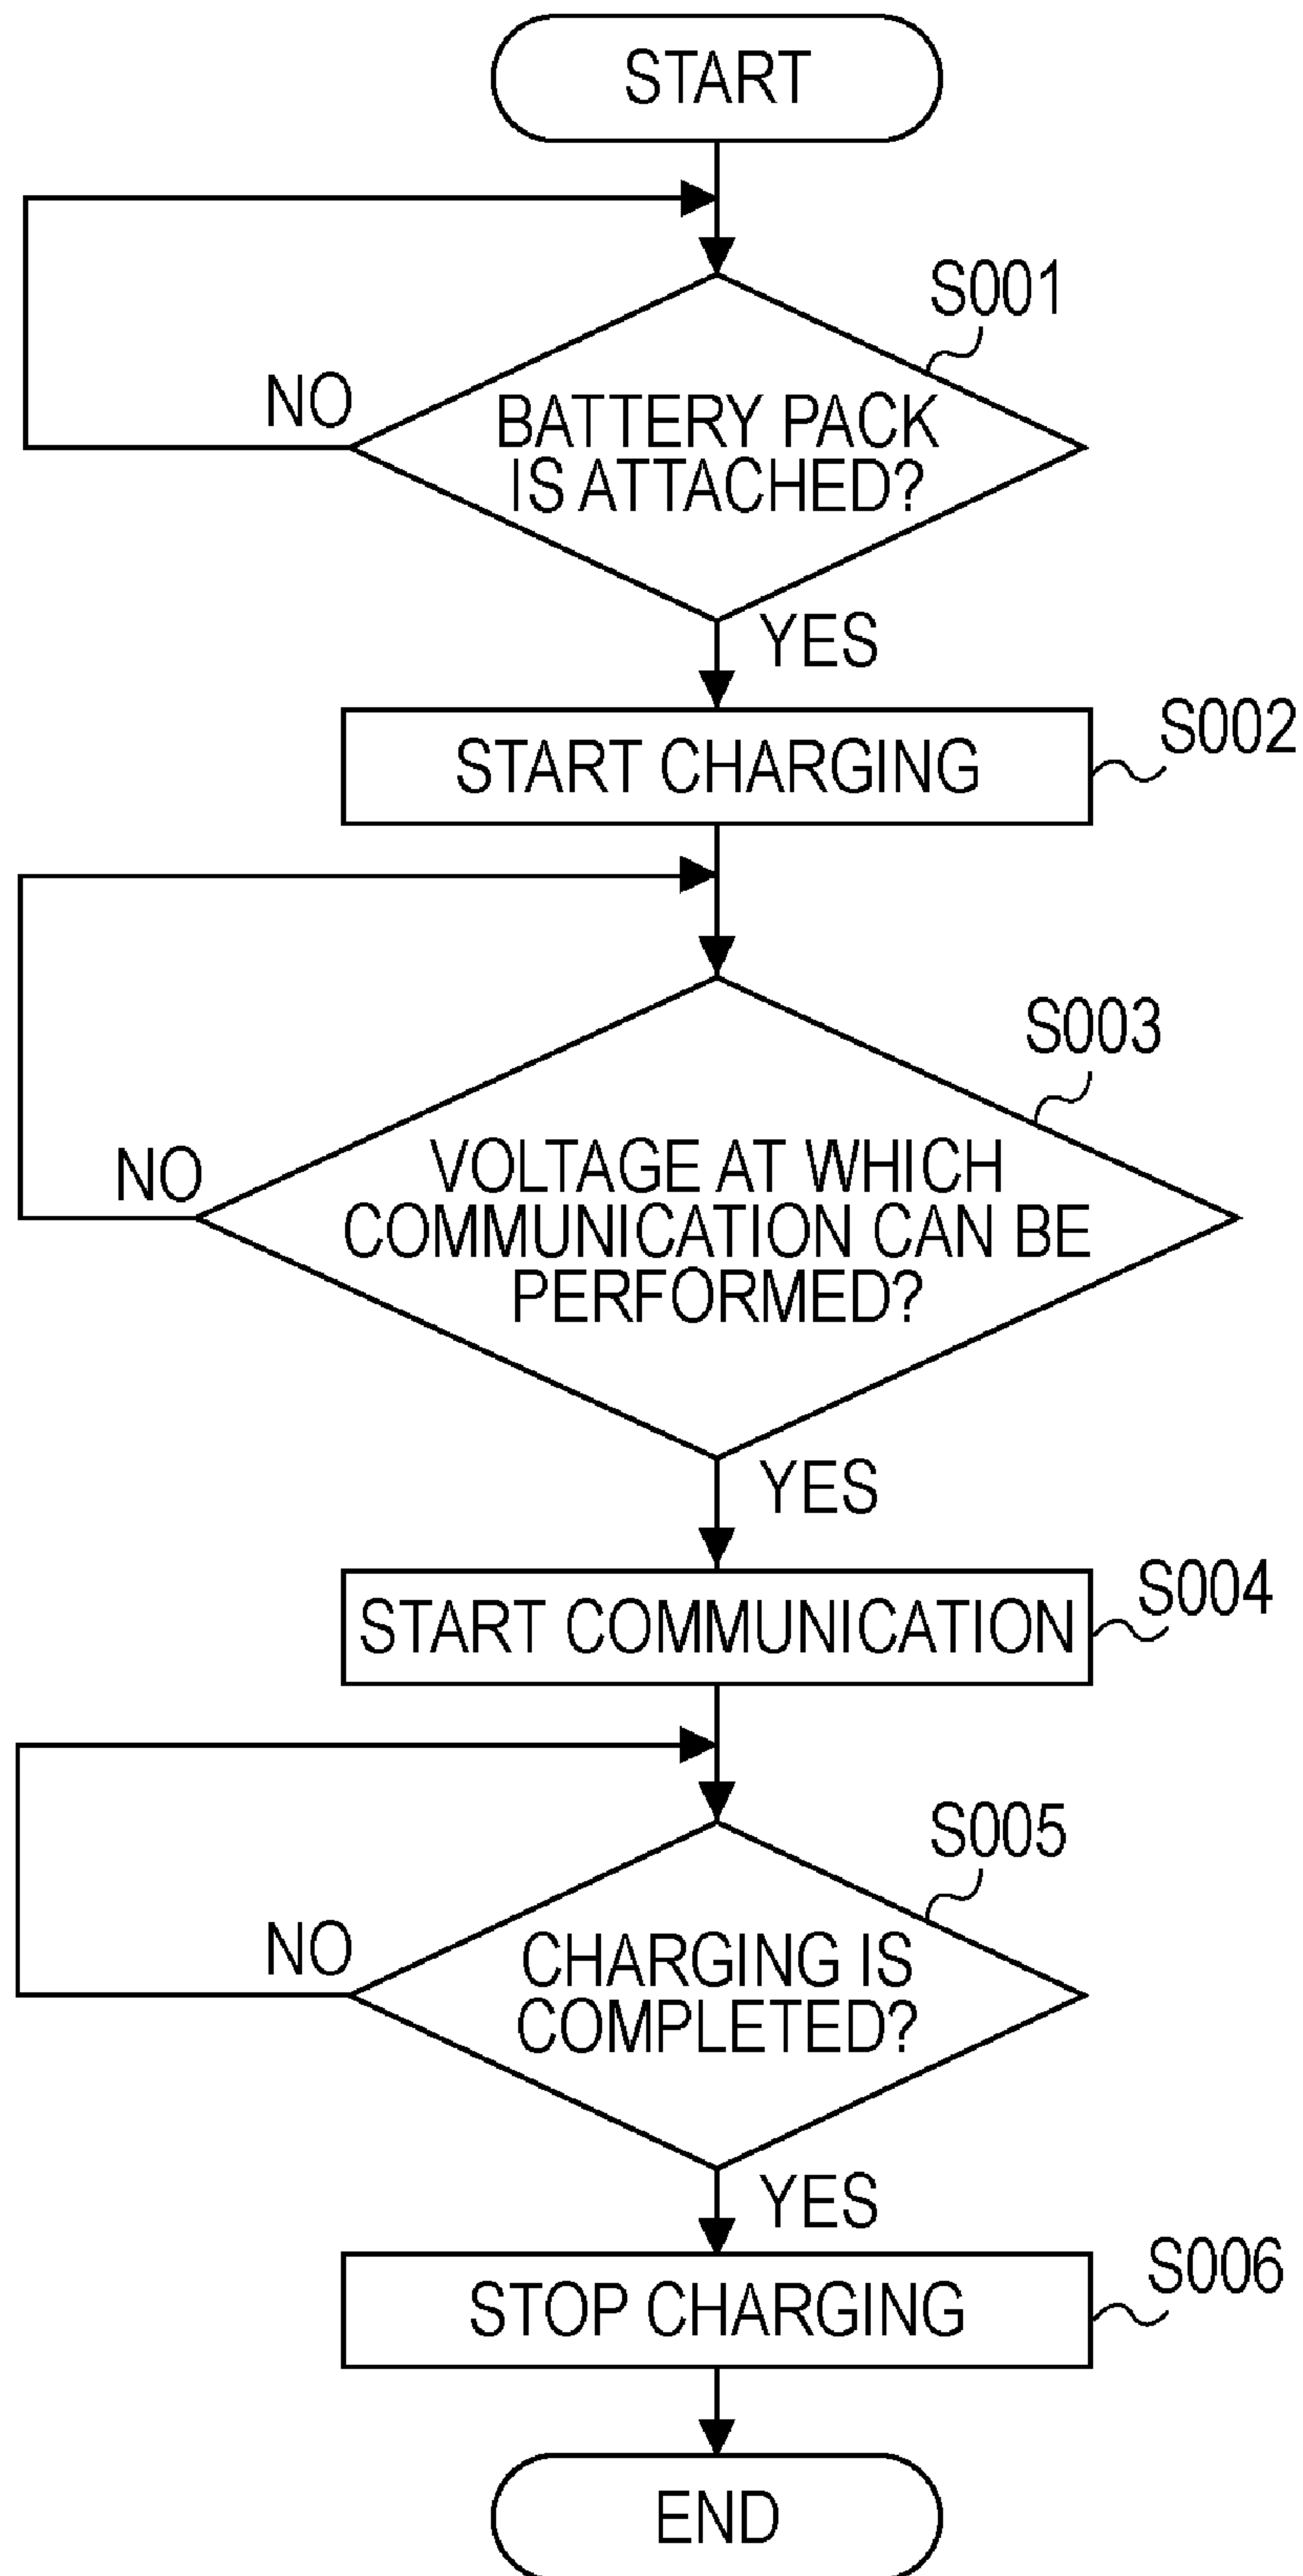 START
S001
NO
BATTERY PACK
IS ATTACHED?
YES
START CHARGING
S002
S003
NO
VOLTAGE AT WHICH
COMMUNICATION CAN BE
PERFORMED?
YES
START COMMUNICATION
S004
S005
NO
CHARGING IS
COMPLETED?
YES
STOP CHARGING
S006
END